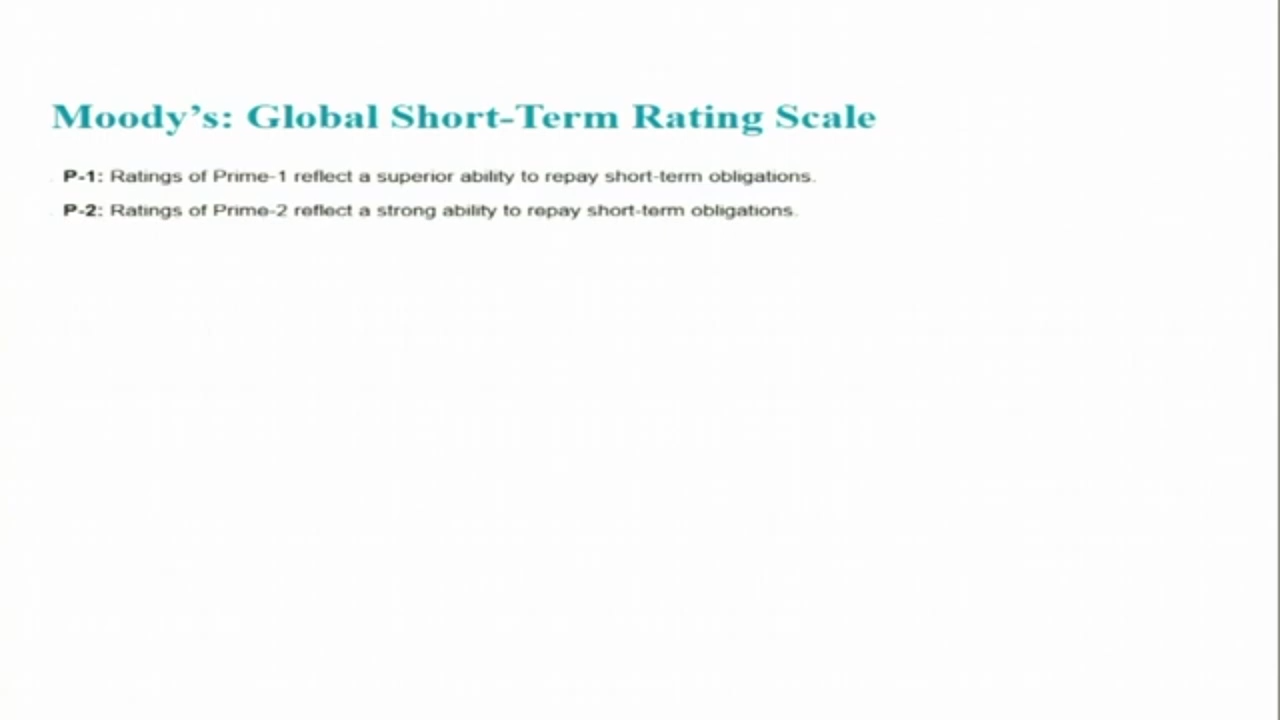 Moody’s: Global Short-Term Rating Scale
P-1: Ratings of Prime-1 reflect a superior ability to repay short-term obligations.
P-2: Ratings of Prime-2 reflect a strong ability to repay short-term obligations.